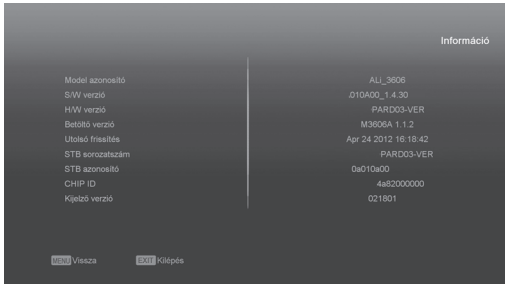 Információ
Model azonosító ALi_3606
S/W verzió .010A00_1.4.30
H/W verzió PARD03-VER
Betöltő verzió M3606A 1.1.2
Utolsó frissítés Apr 24 2012 16:18:42
STB sorozatszám PARD03-VER
STB azonosító 0a010a00
CHIP ID 4a82000000
Kijelző verzió 021801
MENU Vissza EXIT Kilépés